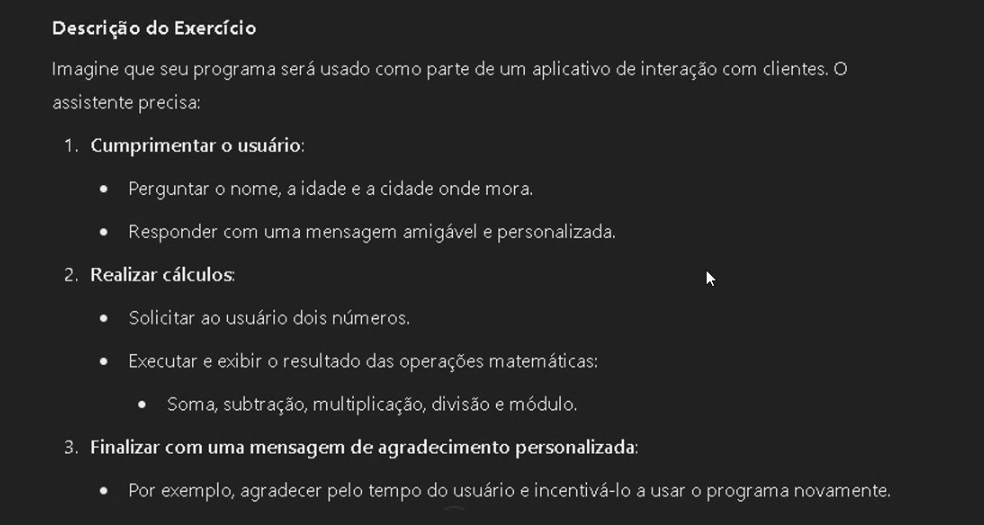 Descrição do Exercício
Imagine que seu programa será usado como parte de um aplicativo de interação com clientes. O
assistente precisa:
1. Cumprimentar o usuário:
• Perguntar o nome, a idade e a cidade onde mora.
• Responder com uma mensagem amigável e personalizada.
2. Realizar cálculos:
• Solicitar ao usuário dois números.
• Executar e exibir o resultado das operações matemáticas:
• Soma, subtração, multiplicação, divisão e módulo.
3. Finalizar com uma mensagem de agradecimento personalizada:
• Por exemplo, agradecer pelo tempo do usuário e incentivá-lo a usar o programa novamente.